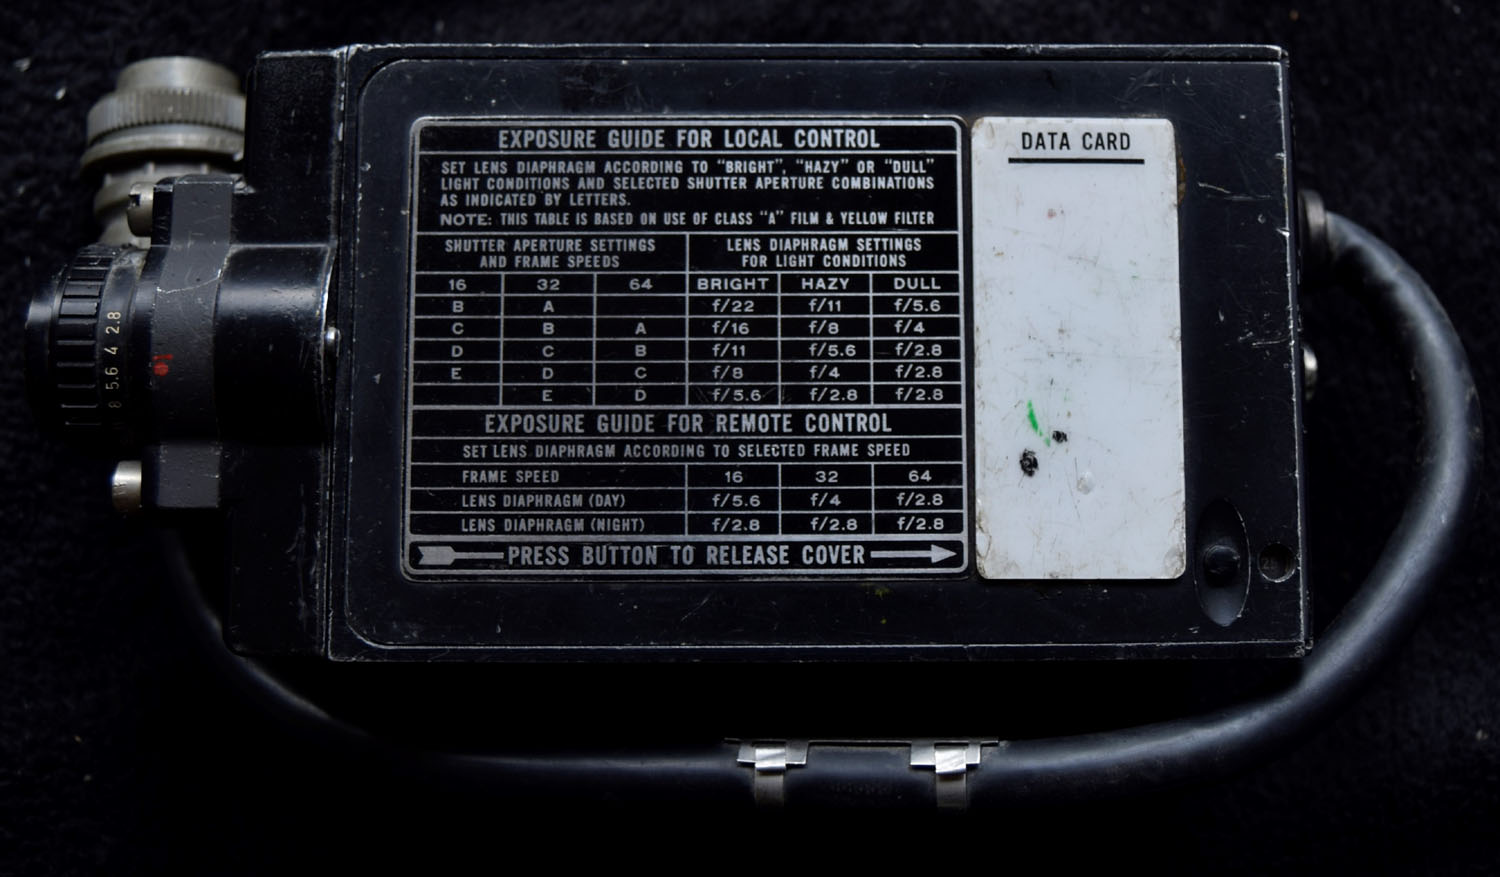 EXPOSURE GUIDE FOR LOCAL CONTROL
SET LENS DIAPHRAGM ACCORDING TO "BRIGHT", "HAZY" OR "DULL"
LIGHT CONDITIONS AND SELECTED SHUTTER APERTURE COMBINATIONS
AS INDICATED BY LETTERS.
NOTE: THIS TABLE IS BASED ON USE OF CLASS "A" FILM & YELLOW FILTER
SHUTTER APERTURE SETTINGS
AND FRAME SPEEDS
LENS DIAPHRAGM SETTINGS
FOR LIGHT CONDITIONS
16 32 64 BRIGHT HAZY DULL
B A f/22 f/11 f/5.6
C B A f/16 f/8 f/4
D C B f/11 f/5.6 f/2.8
E D C f/8 f/4 f/2.8
E D f/5.6 f/2.8 f/2.8
EXPOSURE GUIDE FOR REMOTE CONTROL
SET LENS DIAPHRAGM ACCORDING TO SELECTED FRAME SPEED
FRAME SPEED 16 32 64
LENS DIAPHRAGM (DAY) f/5.6 f/4 f/2.8
LENS DIAPHRAGM (NIGHT) f/2.8 f/2.8 f/2.8
PRESS BUTTON TO RELEASE COVER
DATA CARD
8 5.6 4 2.8